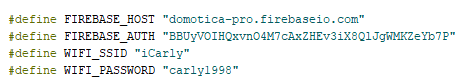 #define FIREBASE_HOST "domotica-pro.firebaseio.com"
#define FIREBASE_AUTH "BBUyVOIHQxvnO4M7cAxZHEv3iX8QlJgWMKZeYb7P"
#define WIFI_SSID "iCarly"
#define WIFI_PASSWORD "carly1998"